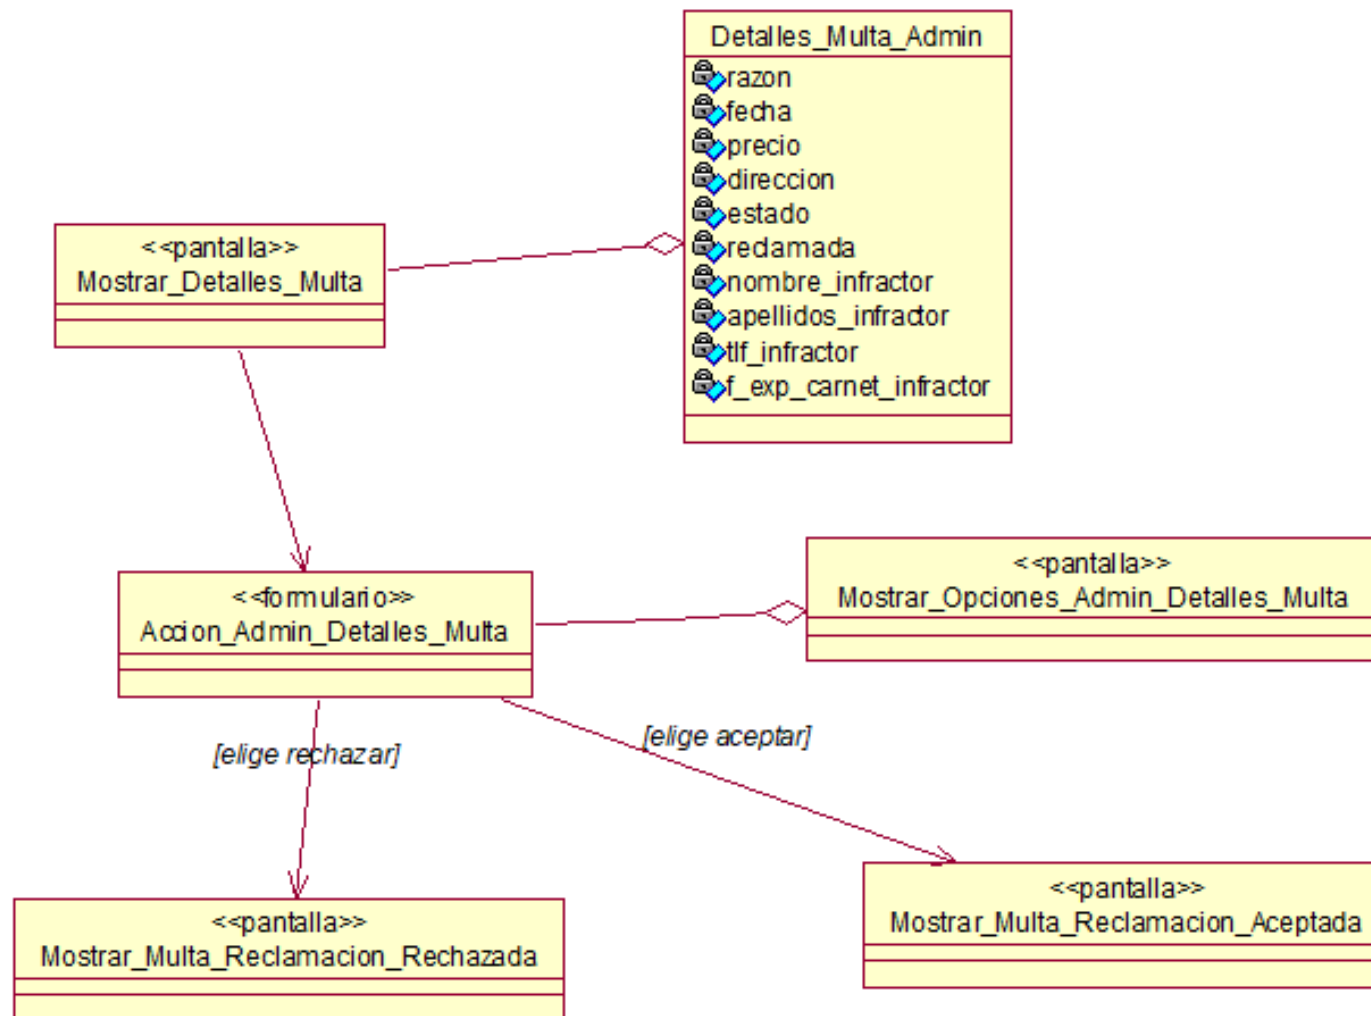 Detalles_Multa_Admin
razon
fecha
precio
direccion
estado
reclamada
nombre_infractor
apellidos_infractor
tlf_infractor
f_exp_carnet_infractor
<<pantalla>>
Mostrar_Detalles_Multa
<<formulario>>
Accion_Admin_Detalles_Multa
<<pantalla>>
Mostrar_Opciones_Admin_Detalles_Multa
[elige rechazar]
[elige aceptar]
<<pantalla>>
Mostrar_Multa_Reclamacion_Rechazada
<<pantalla>>
Mostrar_Multa_Reclamacion_Aceptada